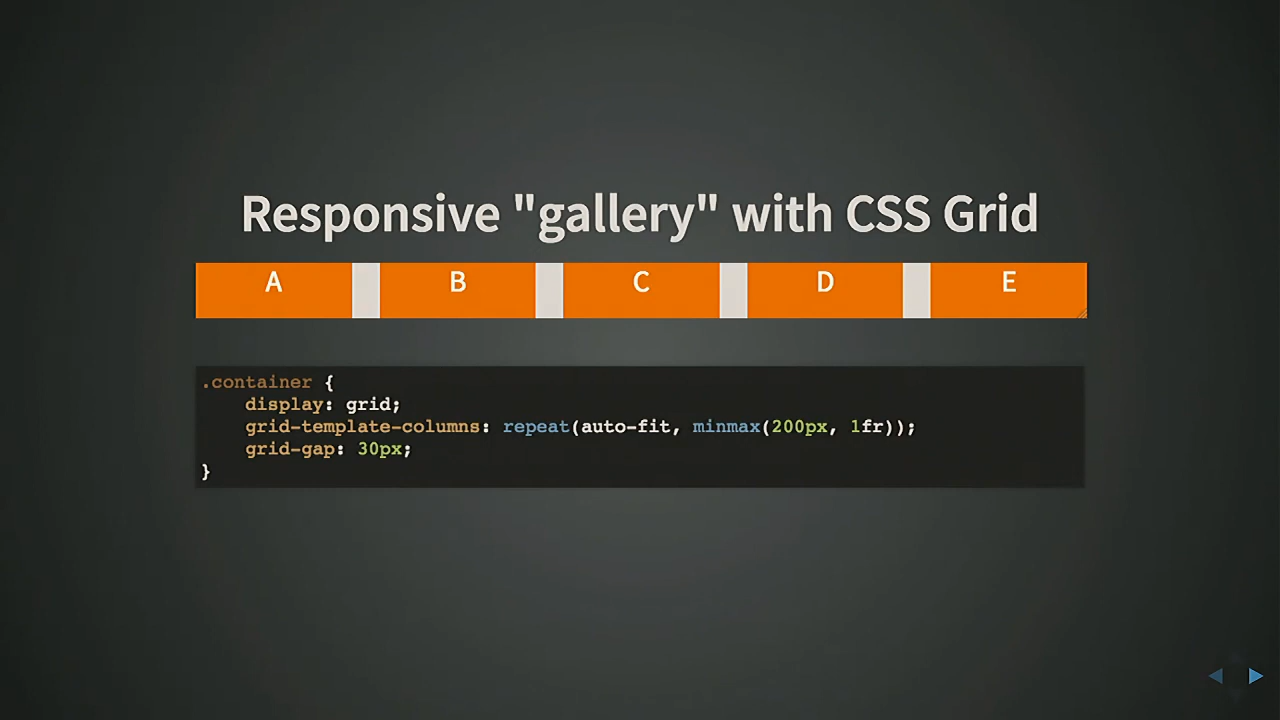 Responsive "gallery" with CSS Grid
A B C D E
.container {
    display: grid;
    grid-template-columns: repeat(auto-fit, minmax(200px, 1fr));
    grid-gap: 30px;
}